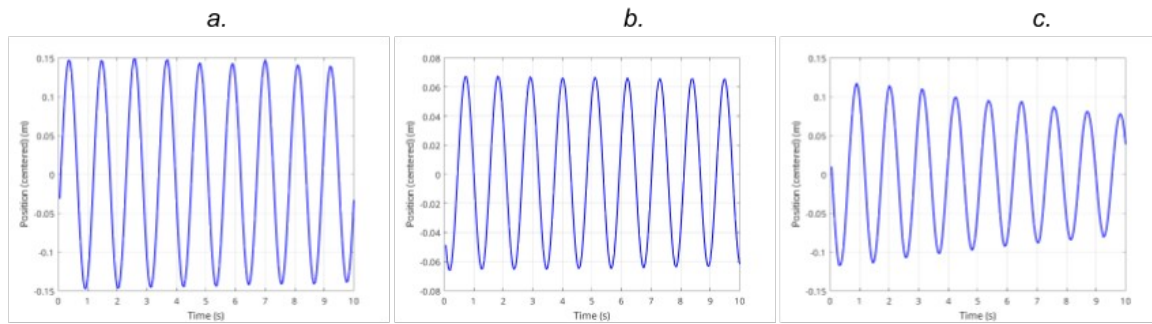 a.
b.
c.
0.15
0.1
0.05
0
-0.05
-0.1
-0.15
Position (centered) (m)
0 1 2 3 4 5 6 7 8 9 10
Time (s)
0.08
0.06
0.04
0.02
0
-0.02
-0.04
-0.06
-0.08
Position (centered) (m)
0 1 2 3 4 5 6 7 8 9 10
Time (s)
0.15
0.1
0.05
0
-0.05
-0.1
-0.15
Position (centered) (m)
0 1 2 3 4 5 6 7 8 9 10
Time (s)